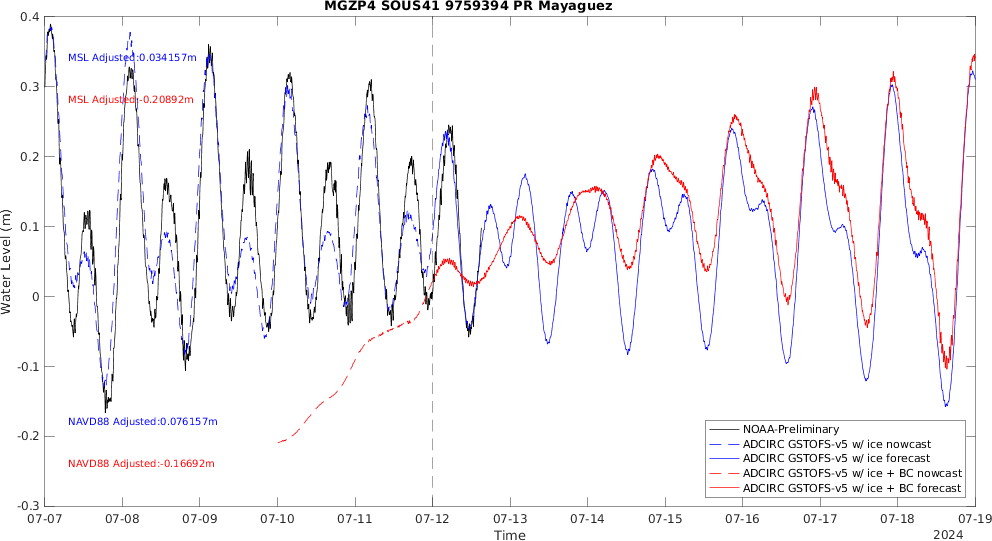 MGZP4 SOUS41 9759394 PR Mayaguez
0.4
0.3
0.2
0.1
0
-0.1
-0.2
-0.3
Water Level (m)
MSL Adjusted:0.034157m
MSL Adjusted:-0.20892m
NAVD88 Adjusted:0.076157m
NAVD88 Adjusted:-0.16692m
NOAA-Preliminary
ADCIRC GSTOFS-v5 w/ ice nowcast
ADCIRC GSTOFS-v5 w/ ice forecast
ADCIRC GSTOFS-v5 w/ ice + BC nowcast
ADCIRC GSTOFS-v5 w/ ice + BC forecast
07-07 07-08 07-09 07-10 07-11 07-12 07-13 07-14 07-15 07-16 07-17 07-18 07-19
Time
2024